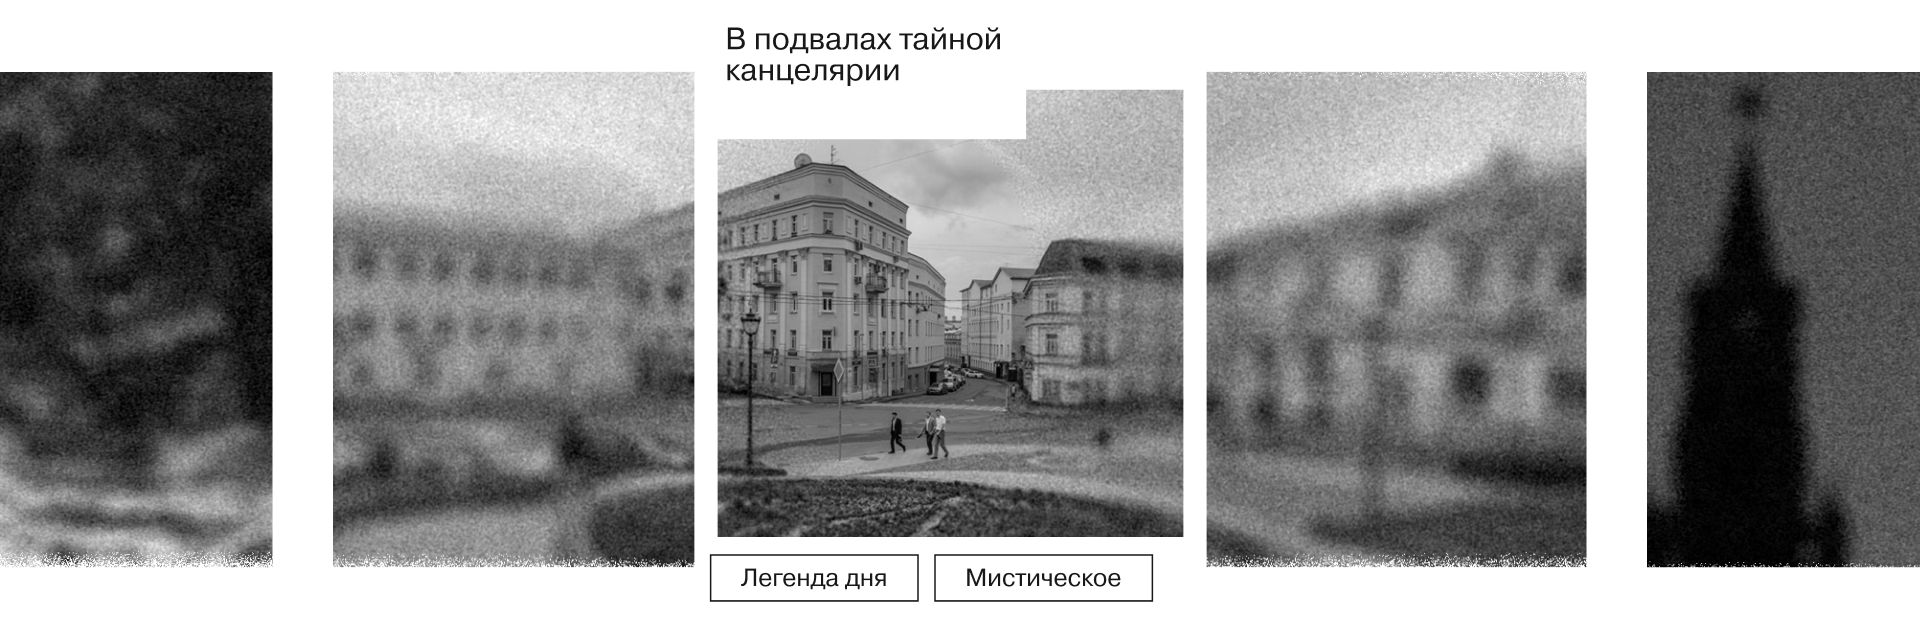 В подвалах тайной
канцелярии
Легенда дня
Мистическое